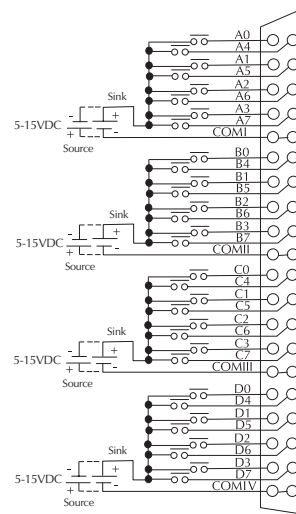 A0
A4
A1
A5
A2
A6
A3
A7
COMI
Sink
- +
5-15VDC
+ -
Source
B0
B4
B1
B5
B2
B6
B3
B7
COMII
Sink
- +
5-15VDC
+ -
Source
C0
C4
C1
C5
C2
C6
C3
C7
COMIII
Sink
- +
5-15VDC
+ -
Source
D0
D4
D1
D5
D2
D6
D3
D7
COMIV
Sink
- +
5-15VDC
+ -
Source